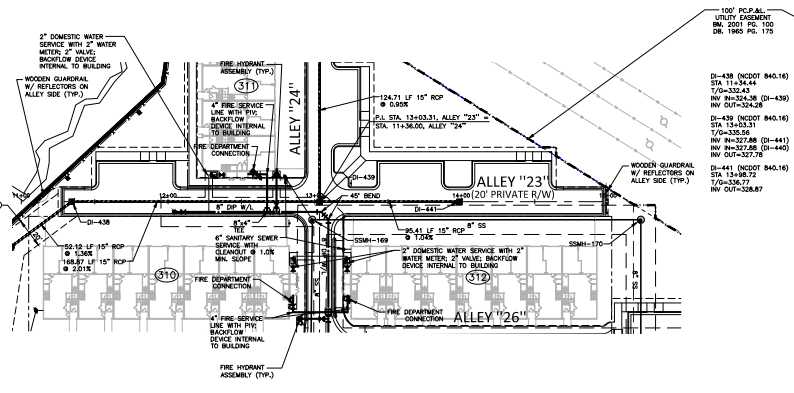 100' P.C.P.&L.
UTILITY EASEMENT
BM. 2001 PG. 100
DB. 1965 PG. 175
2" DOMESTIC WATER
SERVICE WITH 2" WATER
METER; 2" VALVE;
BACKFLOW DEVICE
INTERNAL TO BUILDING
WOODEN GUARDRAIL
W/ REFLECTORS ON
ALLEY SIDE (TYP.)
FIRE HYDRANT
ASSEMBLY (TYP.)
311
4" FIRE SERVICE
LINE WITH PIV;
BACKFLOW
DEVICE INTERNAL
TO BUILDING
FIRE DEPARTMENT
CONNECTION
ALLEY "24"
124.71 LF 15" RCP
@ 0.95%
P.I. STA. 13+03.31, ALLEY "23" =
STA. 11+36.00, ALLEY "24"
DI-438 (NCDOT 840.16)
STA 11+34.44
T/G=332.43
INV IN=324.38 (DI-439)
INV OUT=324.28
DI-439 (NCDOT 840.16)
STA 13+03.31
T/G=335.56
INV IN=327.88 (DI-441)
INV IN=327.88 (DI-440)
INV OUT=327.78
DI-441 (NCDOT 840.16)
STA 13+98.72
T/G=336.77
INV OUT=328.87
WOODEN GUARDRAIL
W/ REFLECTORS ON
ALLEY SIDE (TYP.)
DI-439
ALLEY "23"
(20' PRIVATE R/W)
11+00
12+00
13+0
45' BEND
14+00
8" DIP W/L
DI-441
DI-438
8"x4"
TEE
6" SANITARY SEWER
SERVICE WITH
CLEANOUT @ 1.0%
MIN. SLOPE
95.41 LF 15" RCP
@ 1.04%
8" SS
SSMH-169
SSMH-170
20'
52.12 LF 15" RCP
@ 1.36%
168.87 LF 15" RCP
@ 2.01%
310
8" DIP W/L
8" SS
2" DOMESTIC WATER SERVICE WITH 2"
WATER METER; 2" VALVE; BACKFLOW
DEVICE INTERNAL TO BUILDING
312
8" SS
FIRE DEPARTMENT
CONNECTION
4" FIRE SERVICE
LINE WITH PIV;
BACKFLOW
DEVICE INTERNAL
TO BUILDING
FIRE DEPARTMENT
CONNECTION
ALLEY "26"
FIRE HYDRANT
ASSEMBLY (TYP.)